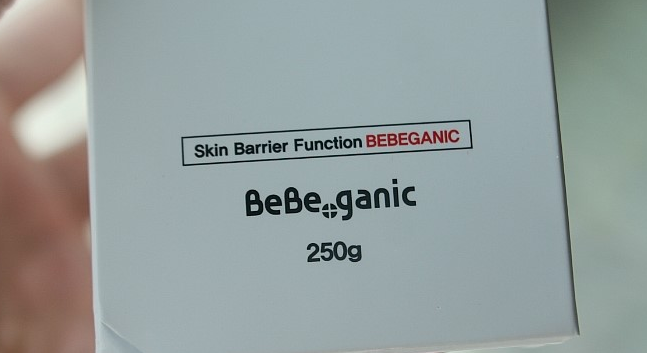 Skin Barrier Function BEBEGANIC
BeBe ganic
250g